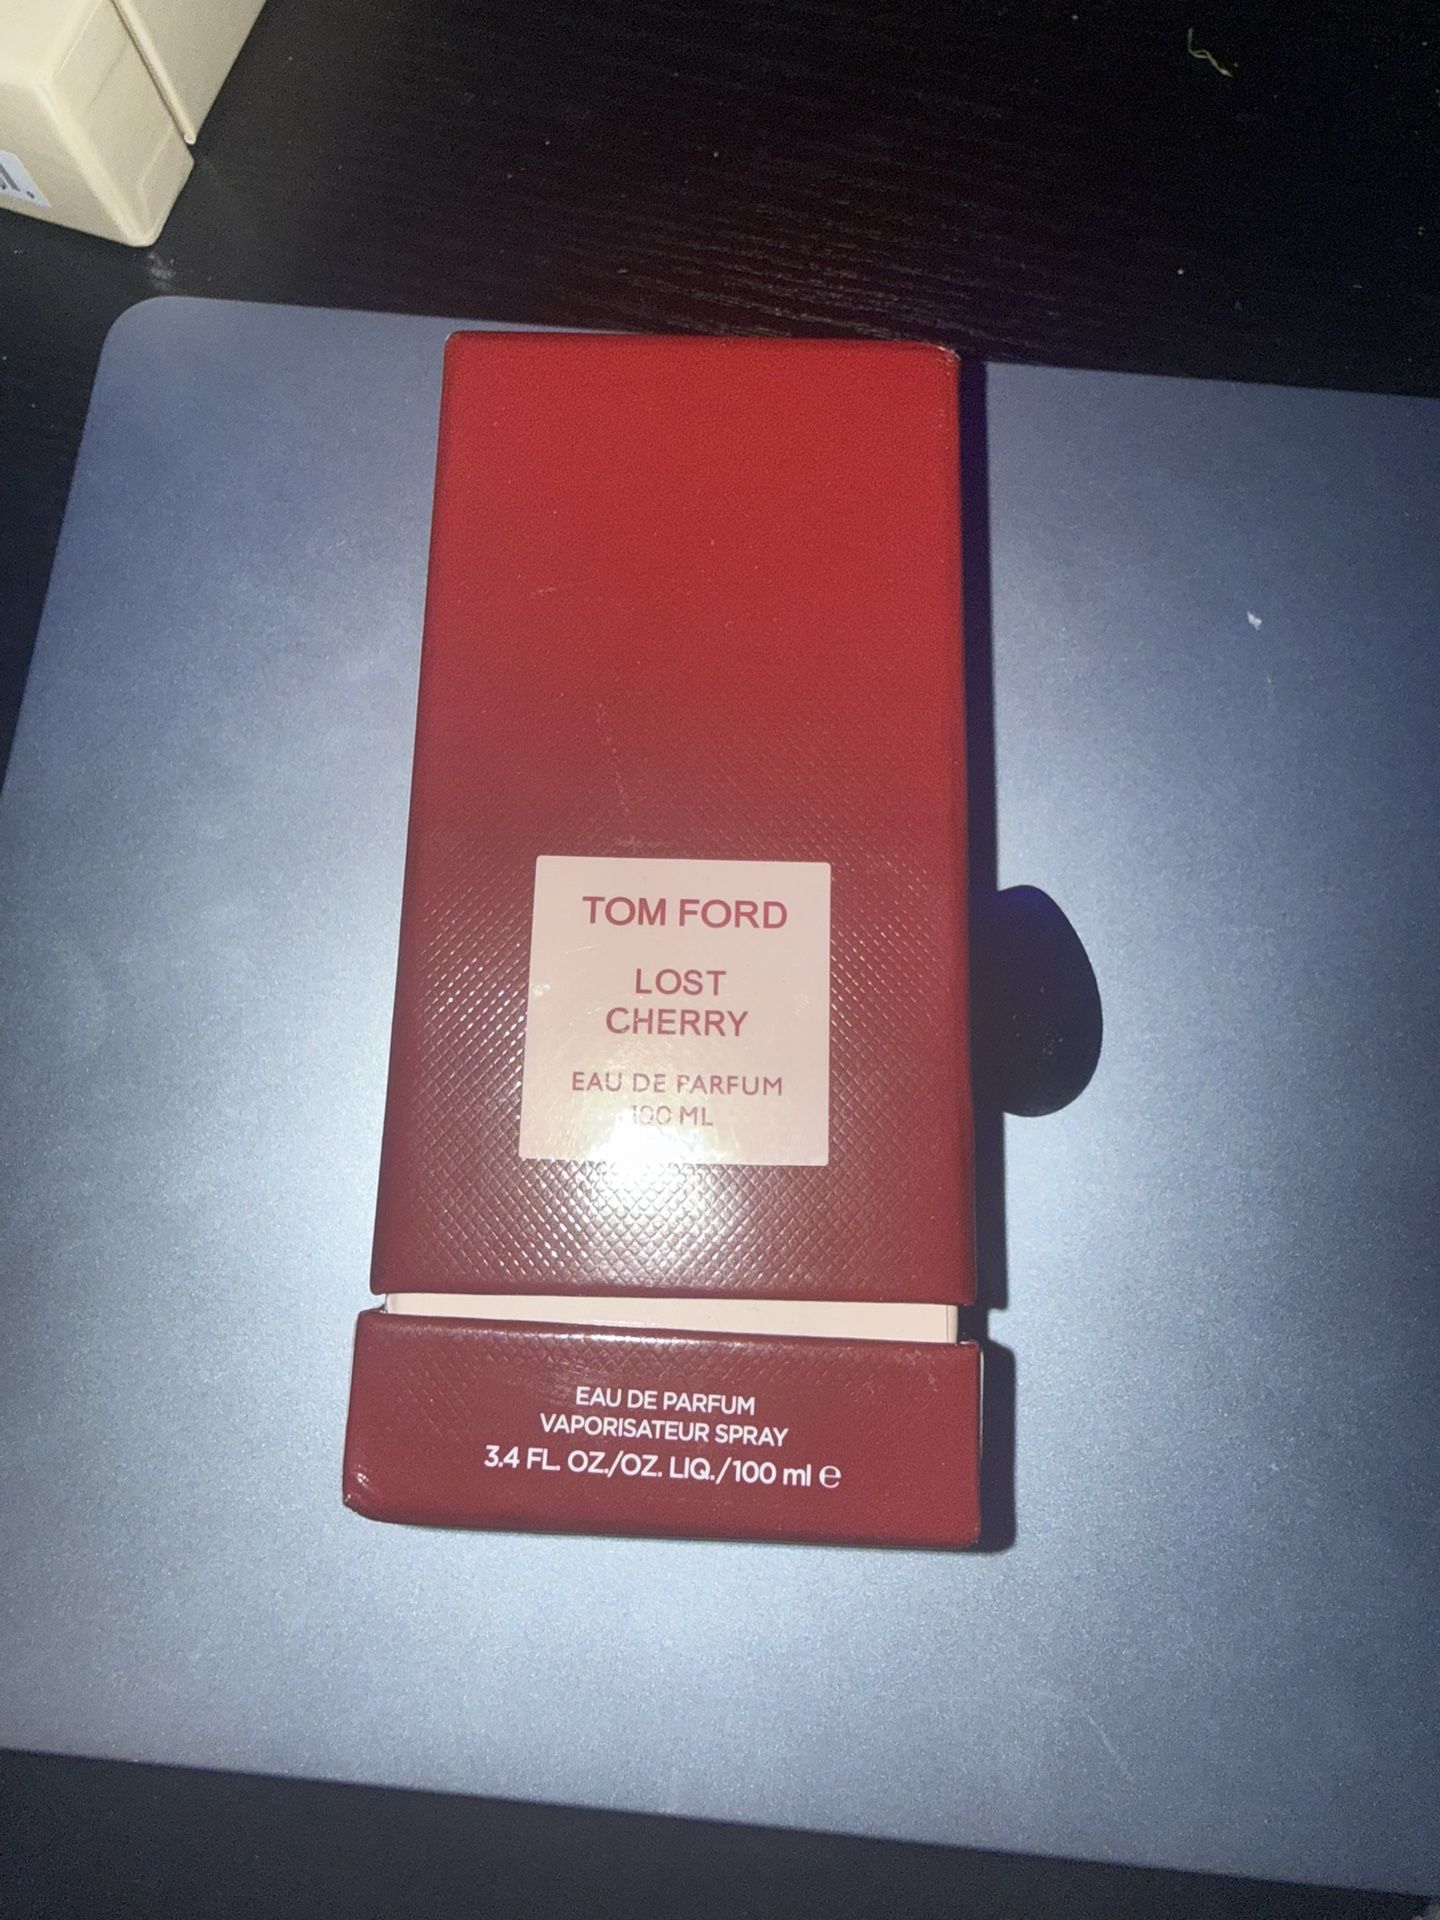 TOM FORD
LOST
CHERRY
EAU DE PARFUM
100 ML
EAU DE PARFUM
VAPORISATEUR SPRAY
3.4 FL. OZ./OZ. LIQ./100 ml ℮